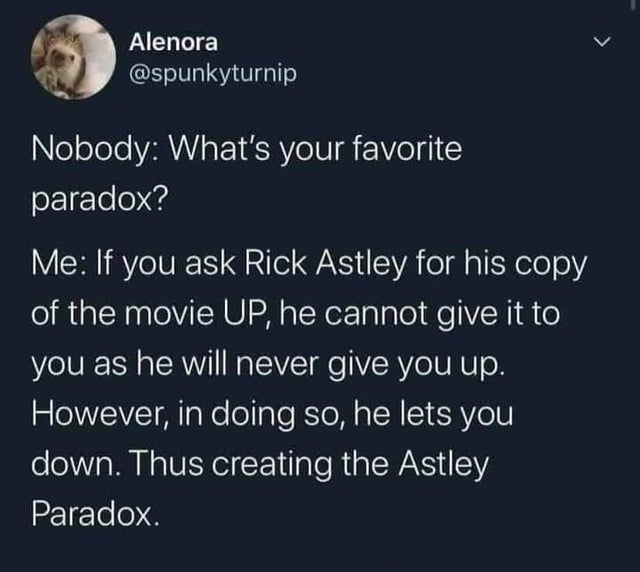 Alenora
@spunkyturnip
Nobody: What's your favorite
paradox?
Me: If you ask Rick Astley for his copy
of the movie UP, he cannot give it to
you as he will never give you up.
However, in doing so, he lets you
down. Thus creating the Astley
Paradox.